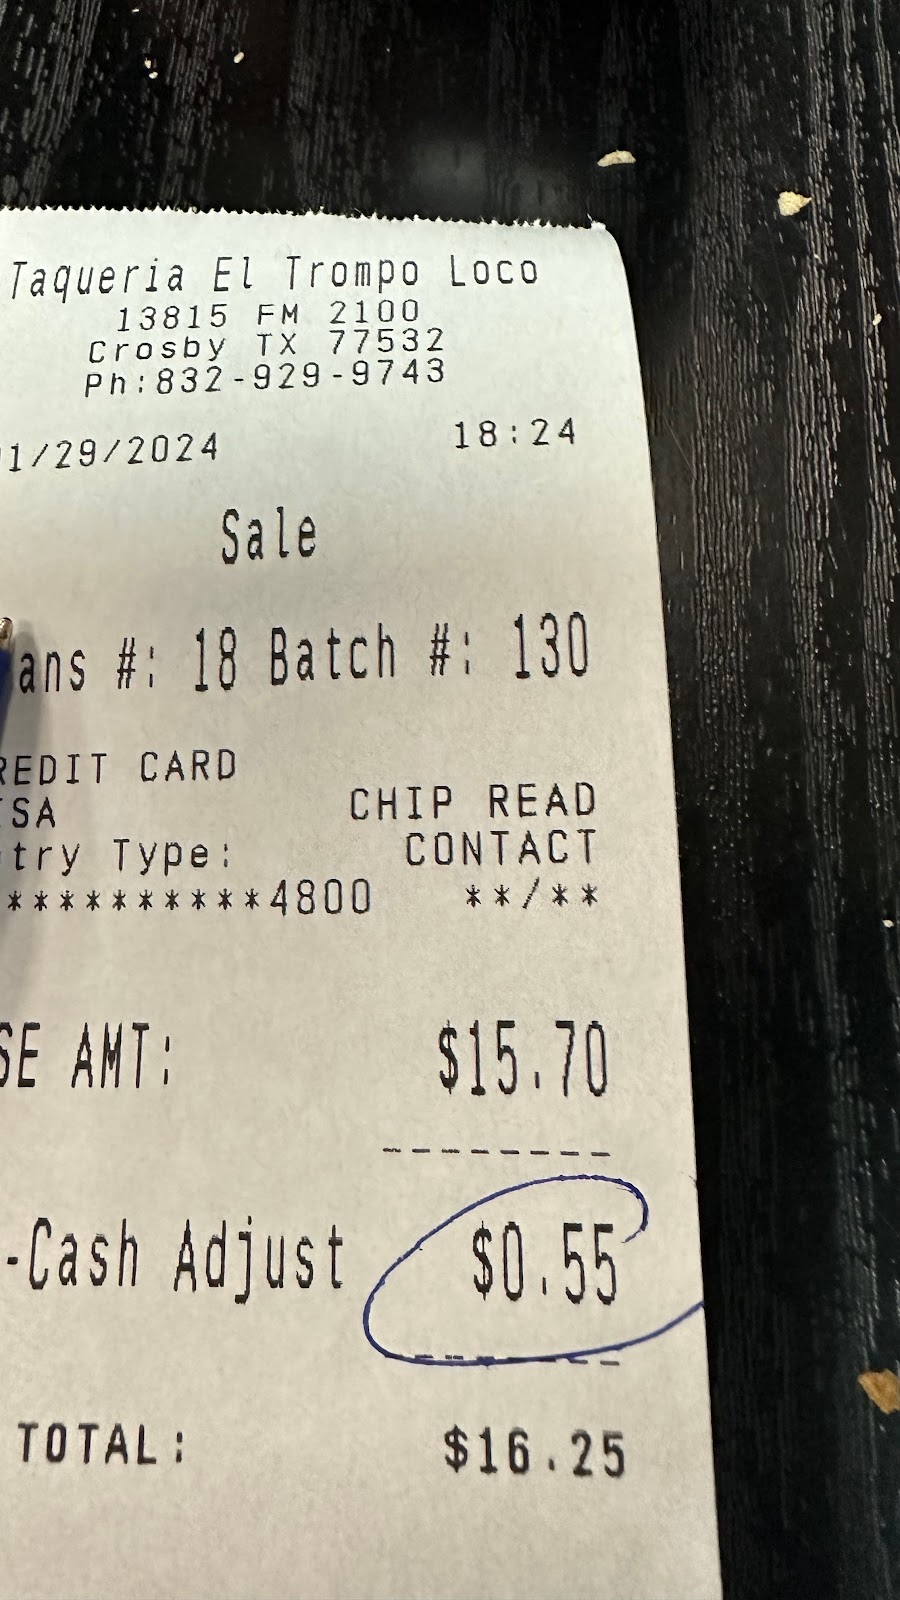 Taqueria El Trompo Loco
13815 FM 2100
Crosby TX 77532
Ph:832-929-9743
1/29/2024 18:24
Sale
ans #: 18 Batch #: 130
REDIT CARD
ISA CHIP READ
try Type: CONTACT
**********4800 **/**
SE AMT: $15.70
--------
-Cash Adjust $0.55
--------
TOTAL: $16.25